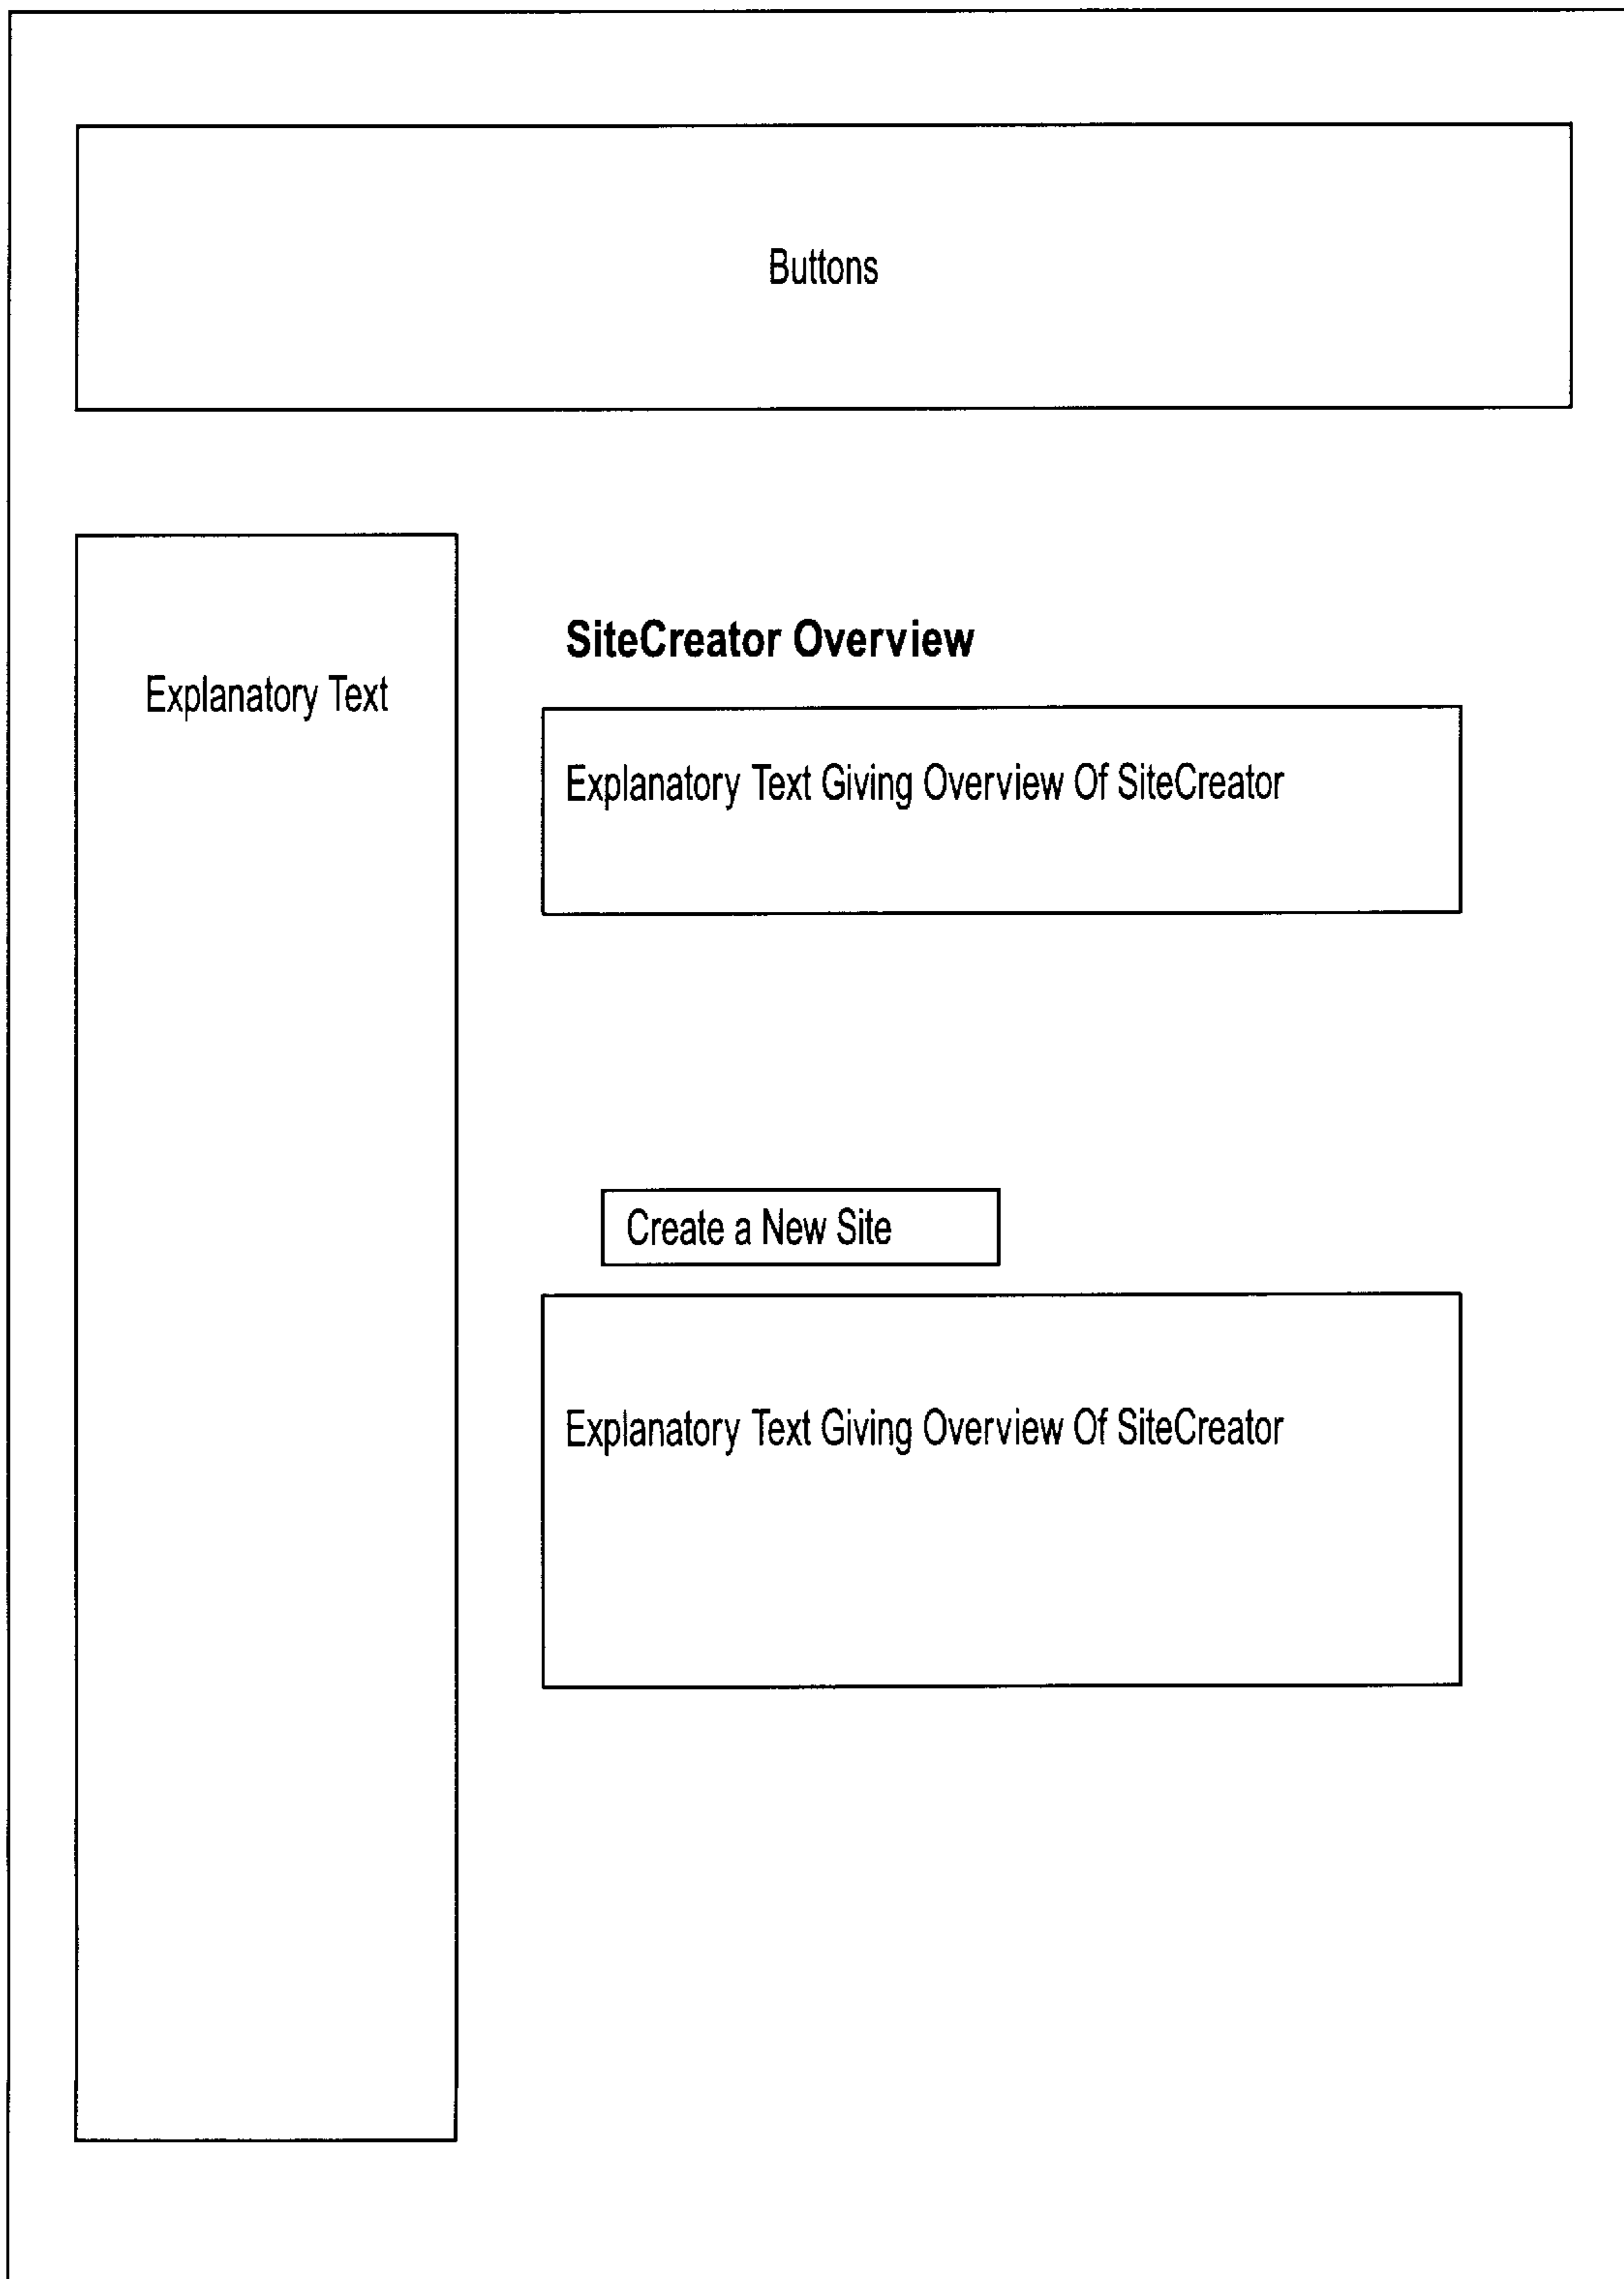 Buttons
Explanatory Text
SiteCreator Overview
Explanatory Text Giving Overview Of SiteCreator
Create a New Site
Explanatory Text Giving Overview Of SiteCreator